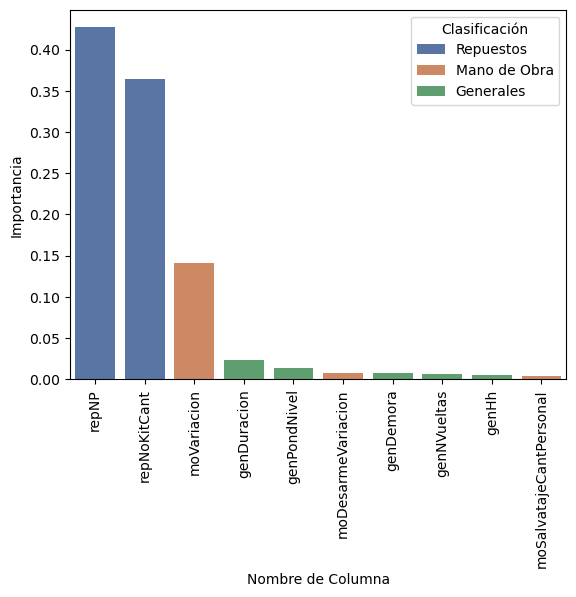 Clasificación
Repuestos
Mano de Obra
Generales
Importancia
0.40
0.35
0.30
0.25
0.20
0.15
0.10
0.05
0.00
repNP
repNoKitCant
moVariacion
genDuracion
genPondNivel
moDesarmeVariacion
genDemora
genNVueltas
genHh
moSalvatajeCantPersonal
Nombre de Columna